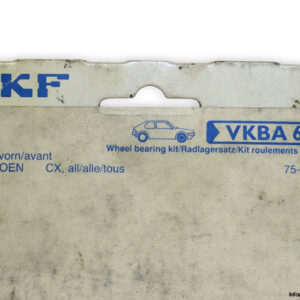 KF
VKBA 6
Wheel bearing kit/Radlagersatz/Kit roulements
vorn/avant
OEN CX, all/alle/tous 75-